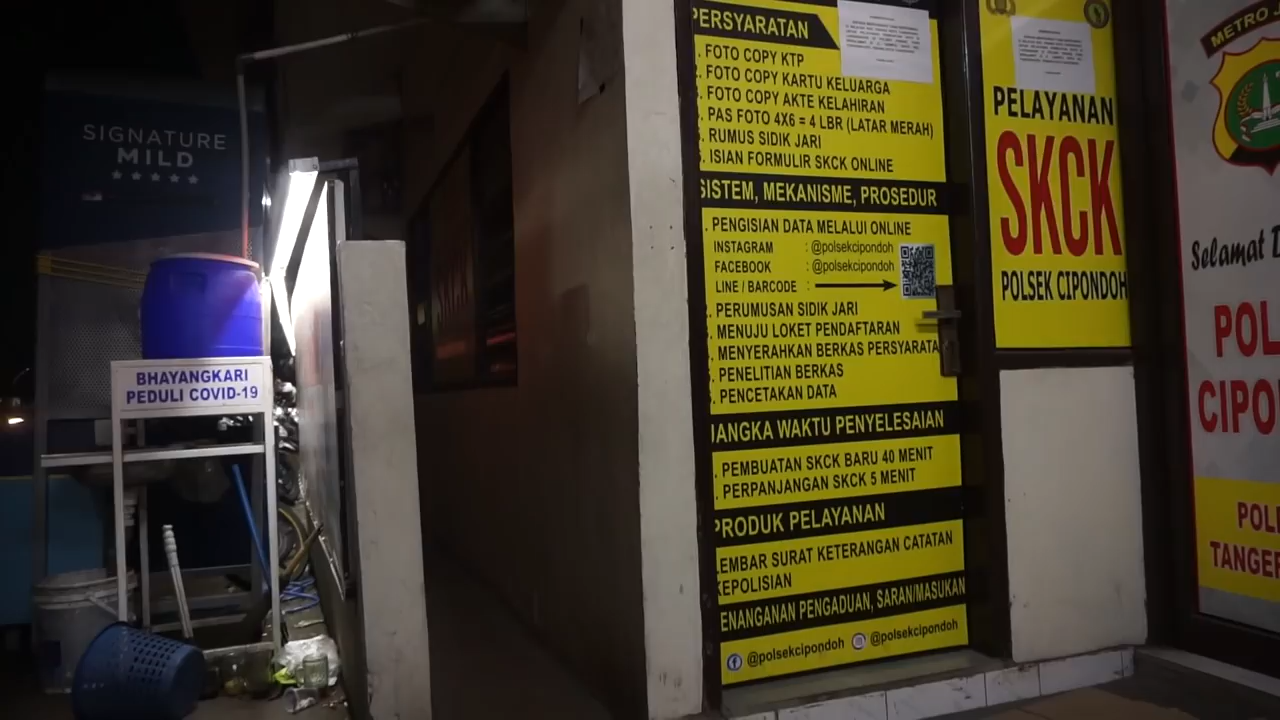 SIGNATURE
MILD
BHAYANGKARI
PEDULI COVID-19
PERSYARATAN
. FOTO COPY KTP
. FOTO COPY KARTU KELUARGA
. FOTO COPY AKTE KELAHIRAN
. PAS FOTO 4X6 = 4 LBR (LATAR MERAH)
. RUMUS SIDIK JARI
. ISIAN FORMULIR SKCK ONLINE
SISTEM, MEKANISME, PROSEDUR
. PENGISIAN DATA MELALUI ONLINE
INSTAGRAM : @polsekcipondoh
FACEBOOK : @polsekcipondoh
LINE / BARCODE :
. PERUMUSAN SIDIK JARI
. MENUJU LOKET PENDAFTARAN
. MENYERAHKAN BERKAS PERSYARATA
. PENELITIAN BERKAS
. PENCETAKAN DATA
JANGKA WAKTU PENYELESAIAN
. PEMBUATAN SKCK BARU 40 MENIT
. PERPANJANGAN SKCK 5 MENIT
PRODUK PELAYANAN
LEMBAR SURAT KETERANGAN CATATAN
KEPOLISIAN
ENANGANAN PENGADUAN, SARAN/MASUKAN
@polsekcipondoh @polsekcipondoh
PELAYANAN
SKCK
POLSEK CIPONDOH
METRO J
Selamat D
POL
CIPO
POL
TANGER